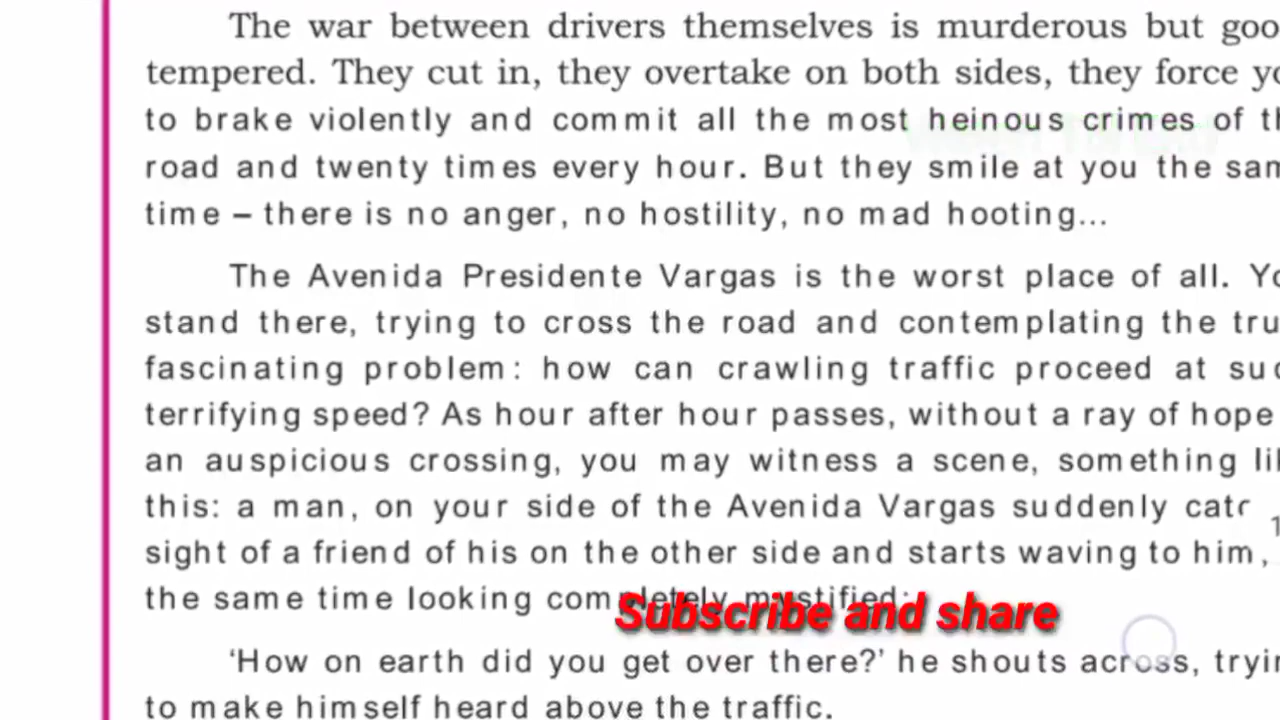 The war between drivers themselves is murderous but goo
tempered. They cut in, they overtake on both sides, they force yo
to brake violently and commit all the most heinous crimes of th
road and twenty times every hour. But they smile at you the sam
time – there is no anger, no hostility, no mad hooting...
The Avenida Presidente Vargas is the worst place of all. Yo
stand there, trying to cross the road and contemplating the tru
fascinating problem: how can crawling traffic proceed at suc
terrifying speed? As hour after hour passes, without a ray of hope
an auspicious crossing, you may witness a scene, something lik
this: a man, on your side of the Avenida Vargas suddenly catc
sight of a friend of his on the other side and starts waving to him,
the same time looking completely mystified:
Subscribe and share
‘How on earth did you get over there?’ he shouts across, tryin
to make himself heard above the traffic.